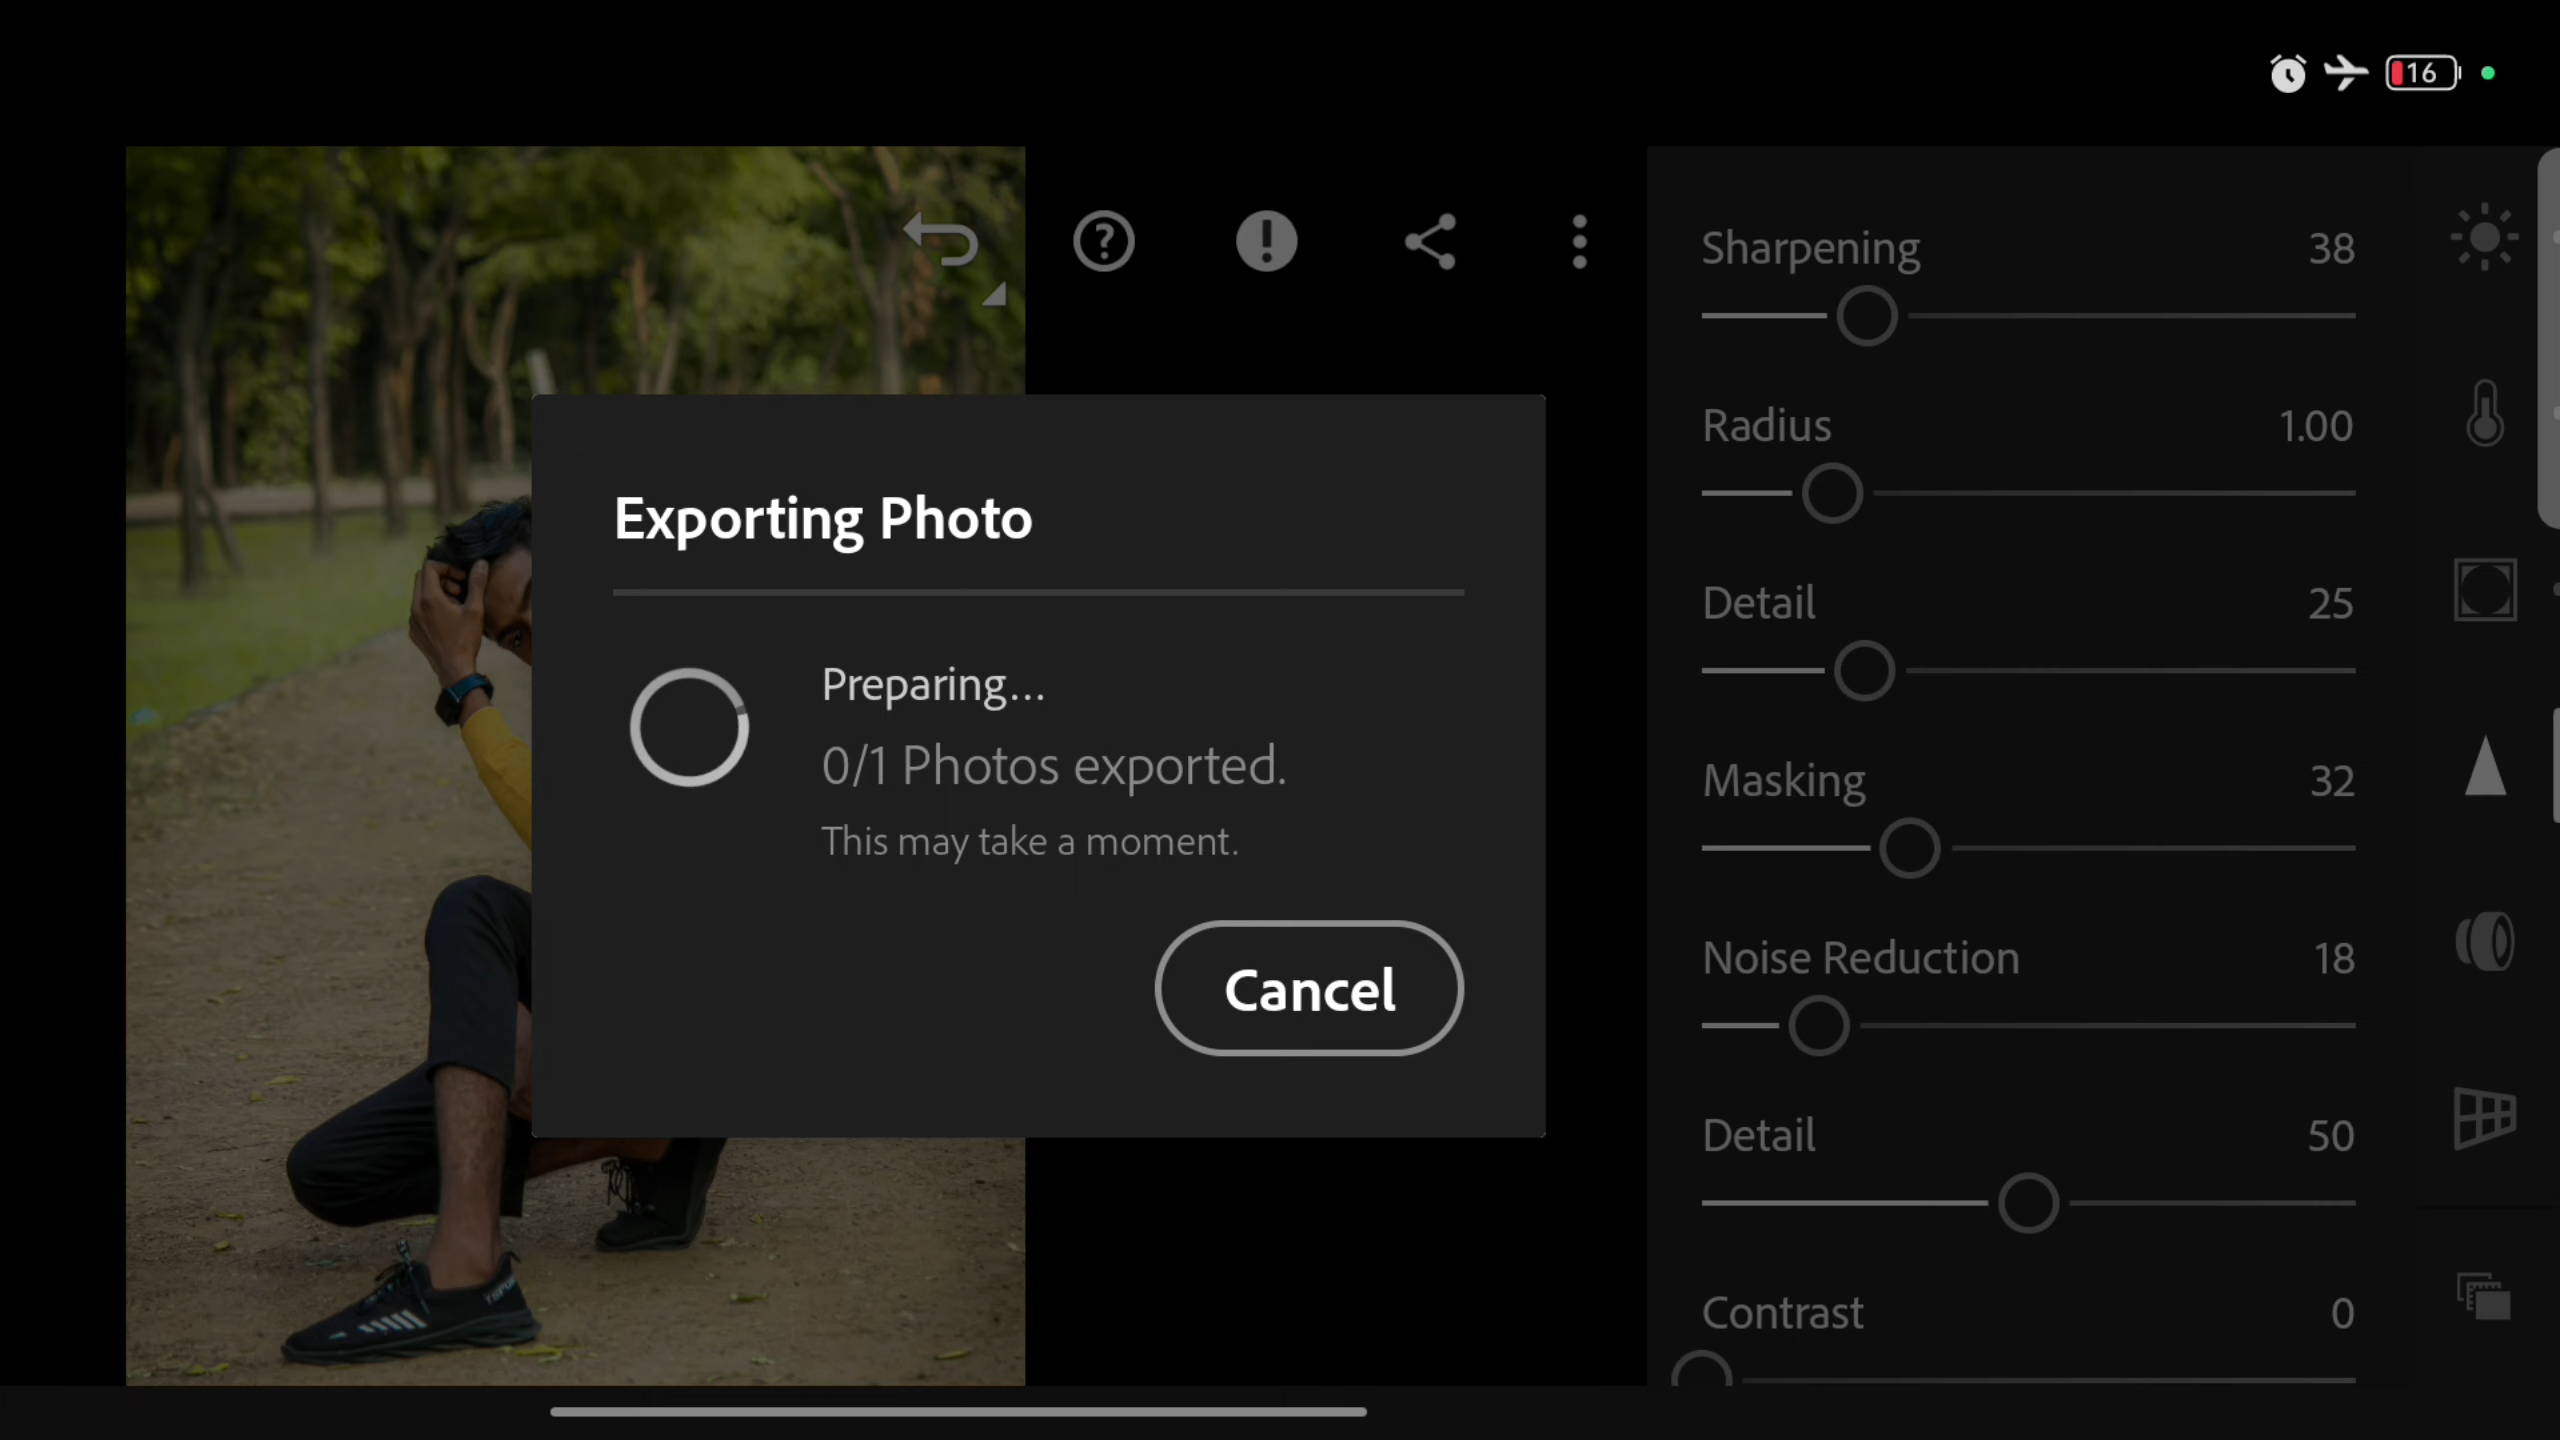 16
Sharpening 38
Radius 1.00
Detail 25
Masking 32
Noise Reduction 18
Detail 50
Contrast 0
Exporting Photo
Preparing...
0/1 Photos exported.
This may take a moment.
Cancel